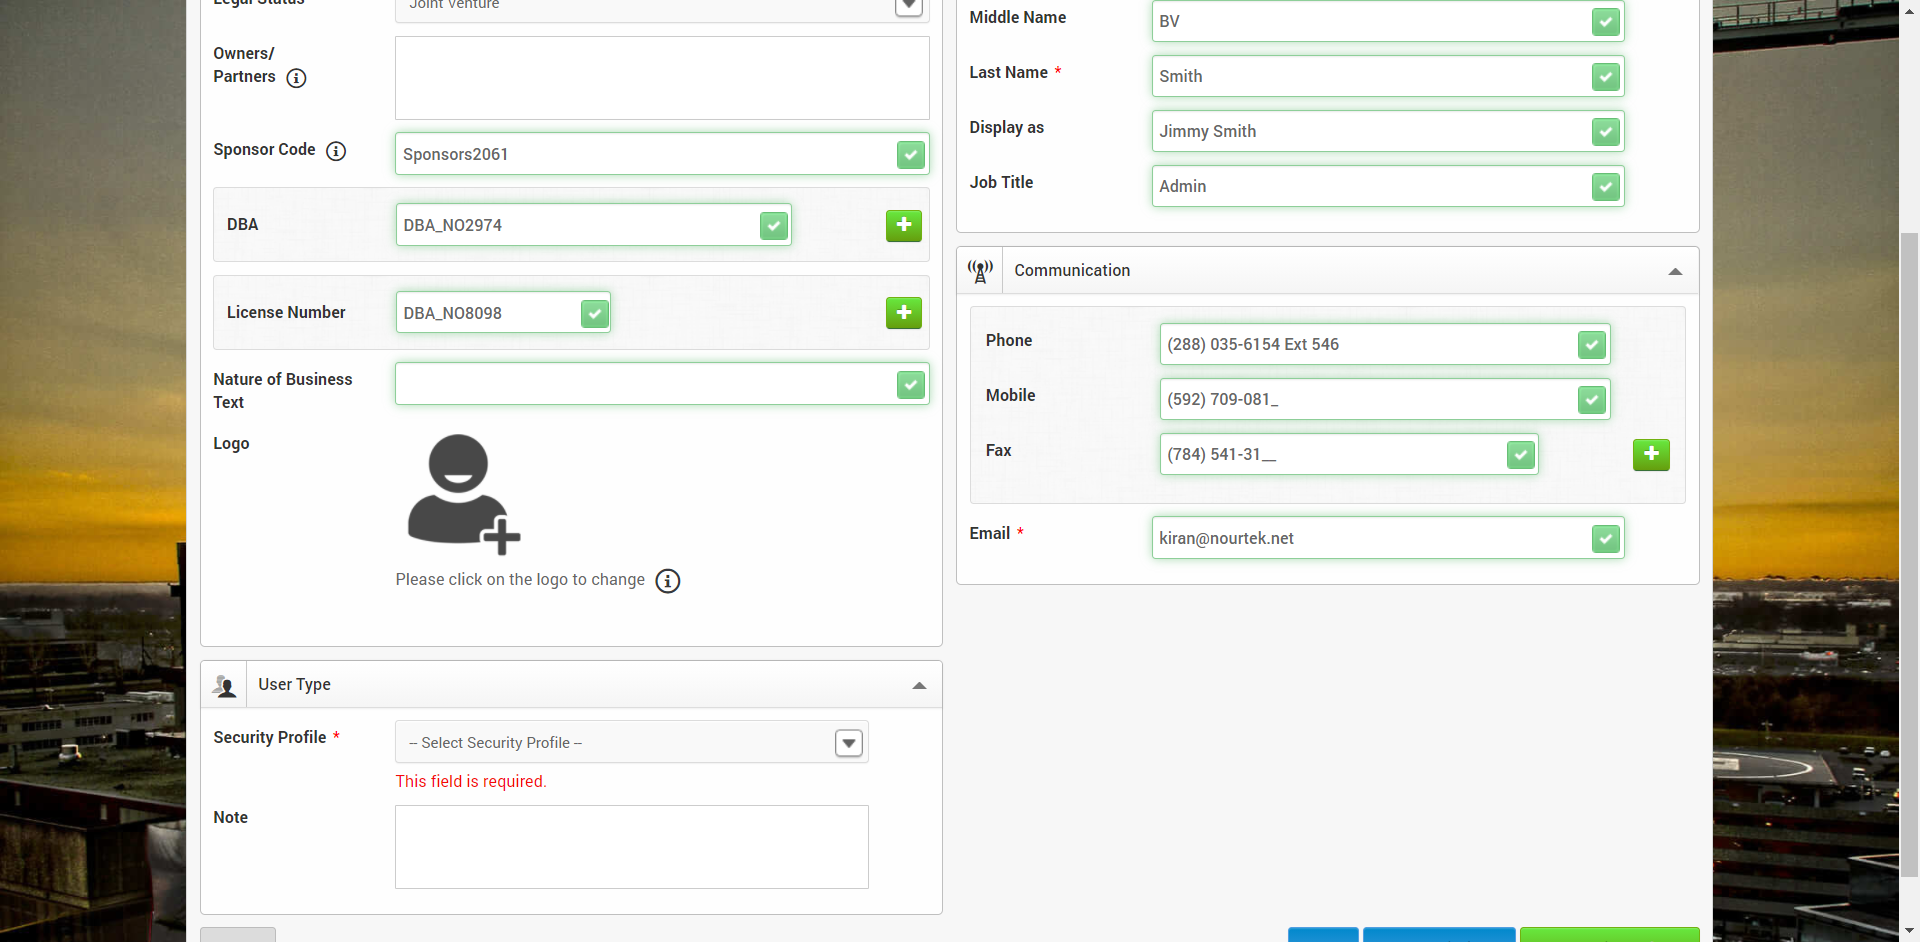 Legal Status
Joint Venture
Owners/
Partners
Sponsor Code
Sponsors2061
DBA
DBA_NO2974
License Number
DBA_NO8098
Nature of Business
Text
Logo
Please click on the logo to change
User Type
Security Profile *
-- Select Security Profile --
This field is required.
Note
Middle Name
BV
Last Name *
Smith
Display as
Jimmy Smith
Job Title
Admin
Communication
Phone
(288) 035-6154 Ext 546
Mobile
(592) 709-081_
Fax
(784) 541-31__
Email *
kiran@nourtek.net